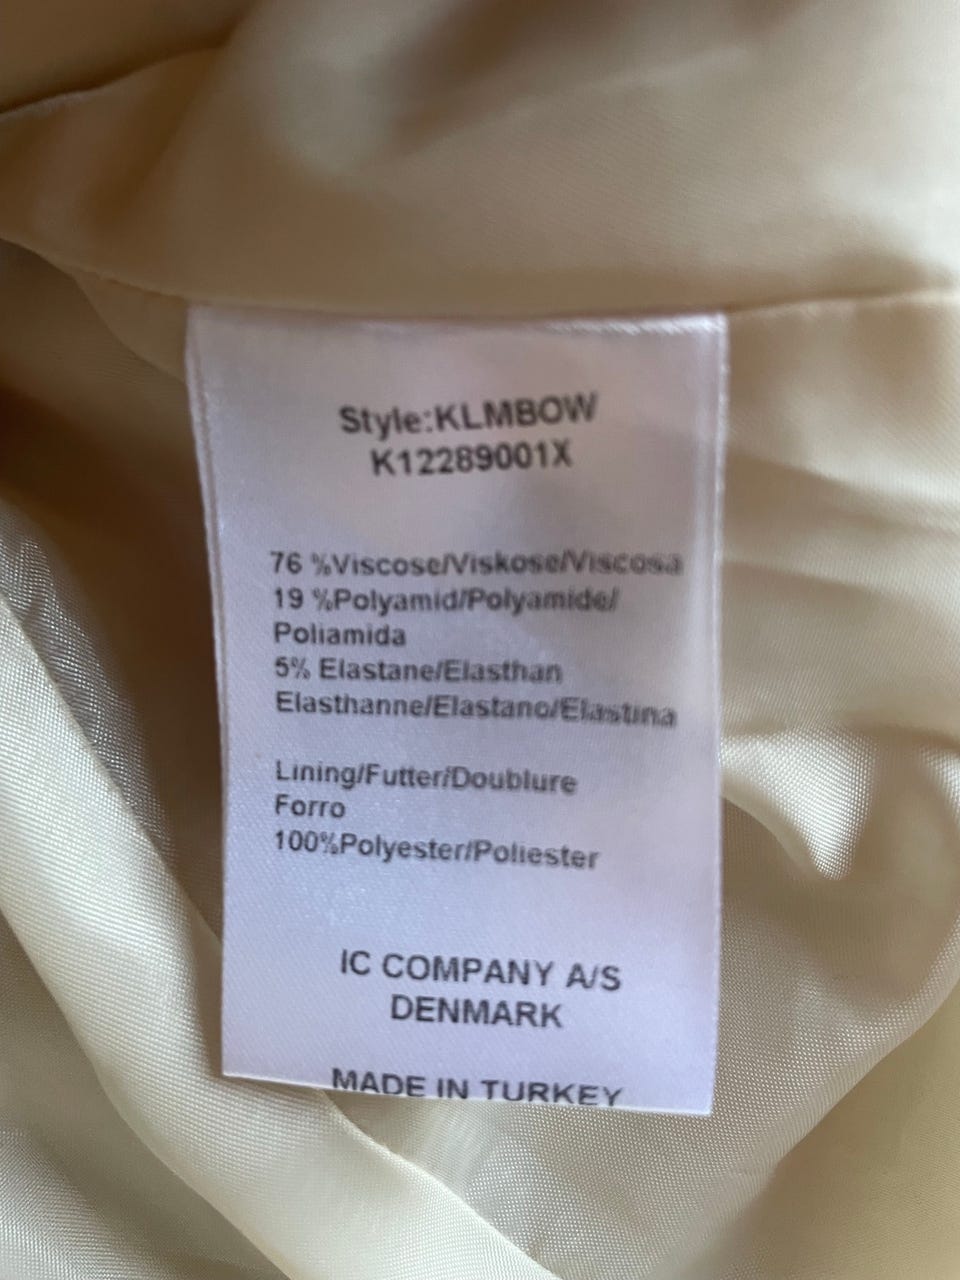 Style:KLMBOW
K12289001X
76 %Viscose/Viskose/Viscosa
19 %Polyamid/Polyamide/
Poliamida
5% Elastane/Elasthan
Elasthanne/Elastano/Elastina
Lining/Futter/Doublure
Forro
100%Polyester/Poliester
IC COMPANY A/S
DENMARK
MADE IN TURKEY